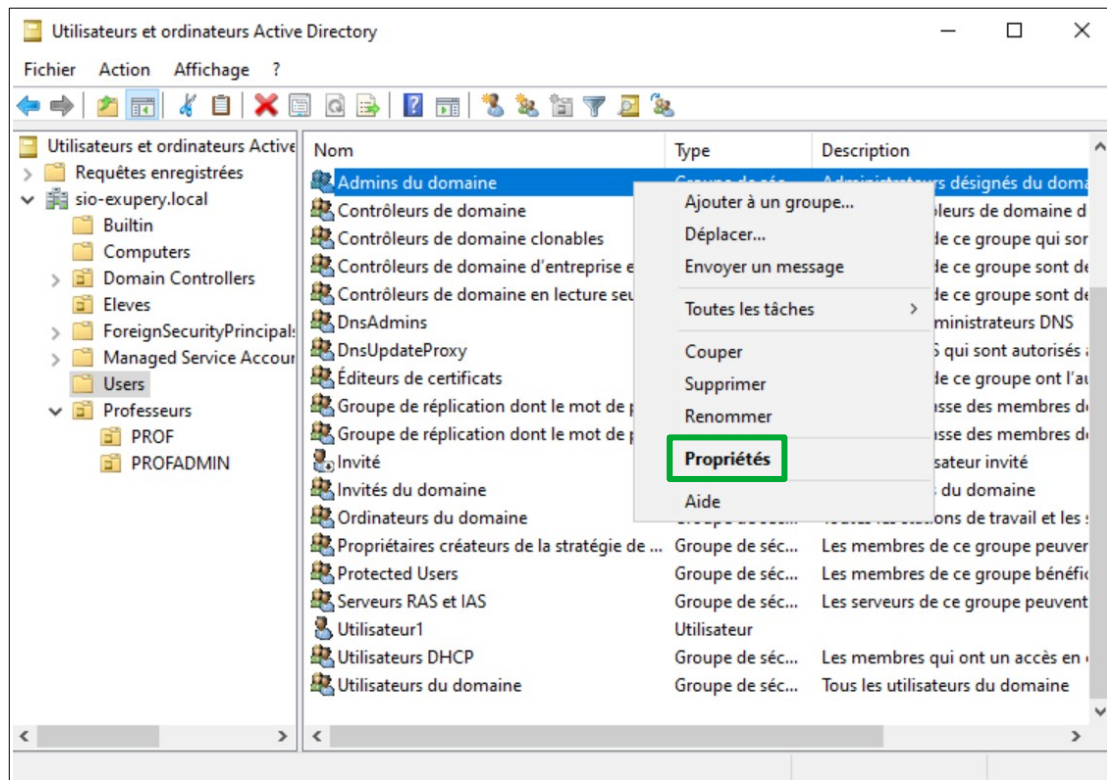 Utilisateurs et ordinateurs Active Directory
Fichier Action Affichage ?
Utilisateurs et ordinateurs Active
Requêtes enregistrées
sio-exupery.local
Builtin
Computers
Domain Controllers
Eleves
ForeignSecurityPrincipals
Managed Service Accour
Users
Professeurs
PROF
PROFADMIN
Nom Type Description
Admins du domaine Groupe de séc... Administrateurs désignés du doma
Contrôleurs de domaine
Contrôleurs de domaine clonables
Contrôleurs de domaine d'entreprise e
Contrôleurs de domaine en lecture seu
DnsAdmins
DnsUpdateProxy
Éditeurs de certificats
Groupe de réplication dont le mot de p
Groupe de réplication dont le mot de p
Invité
Invités du domaine
Ordinateurs du domaine
Propriétaires créateurs de la stratégie de ... Groupe de séc... Les membres de ce groupe peuver
Protected Users Groupe de séc... Les membres de ce groupe bénéfic
Serveurs RAS et IAS Groupe de séc... Les serveurs de ce groupe peuvent
Utilisateur1 Utilisateur
Utilisateurs DHCP Groupe de séc... Les membres qui ont un accès en
Utilisateurs du domaine Groupe de séc... Tous les utilisateurs du domaine
Ajouter à un groupe...
Déplacer...
Envoyer un message
Toutes les tâches
Couper
Supprimer
Renommer
Propriétés
Aide
leurs de domaine d
de ce groupe qui sor
de ce groupe sont de
de ce groupe sont de
ministrateurs DNS
S qui sont autorisés
de ce groupe ont l'au
sse des membres d
sse des membres d
sateur invité
du domaine
stations de travail et les